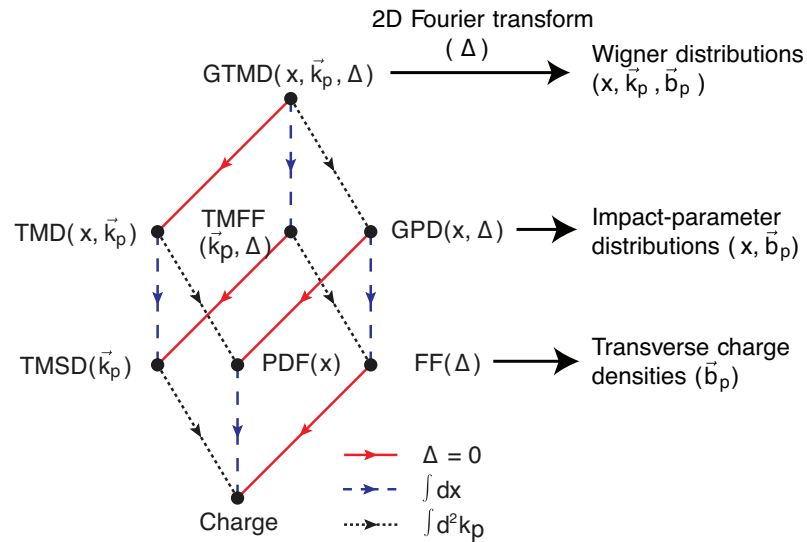 2D Fourier transform
( Δ )
GTMD( x, k⃗p, Δ )
Wigner distributions
(x, k⃗p , b⃗p )
TMD( x, k⃗p)
TMFF
(k⃗p, Δ )
GPD(x, Δ )
Impact-parameter
distributions ( x, b⃗p)
TMSD(k⃗p)
PDF(x)
FF(Δ)
Transverse charge
densities (b⃗p)
Δ = 0
∫ dx
∫ d²kp
Charge